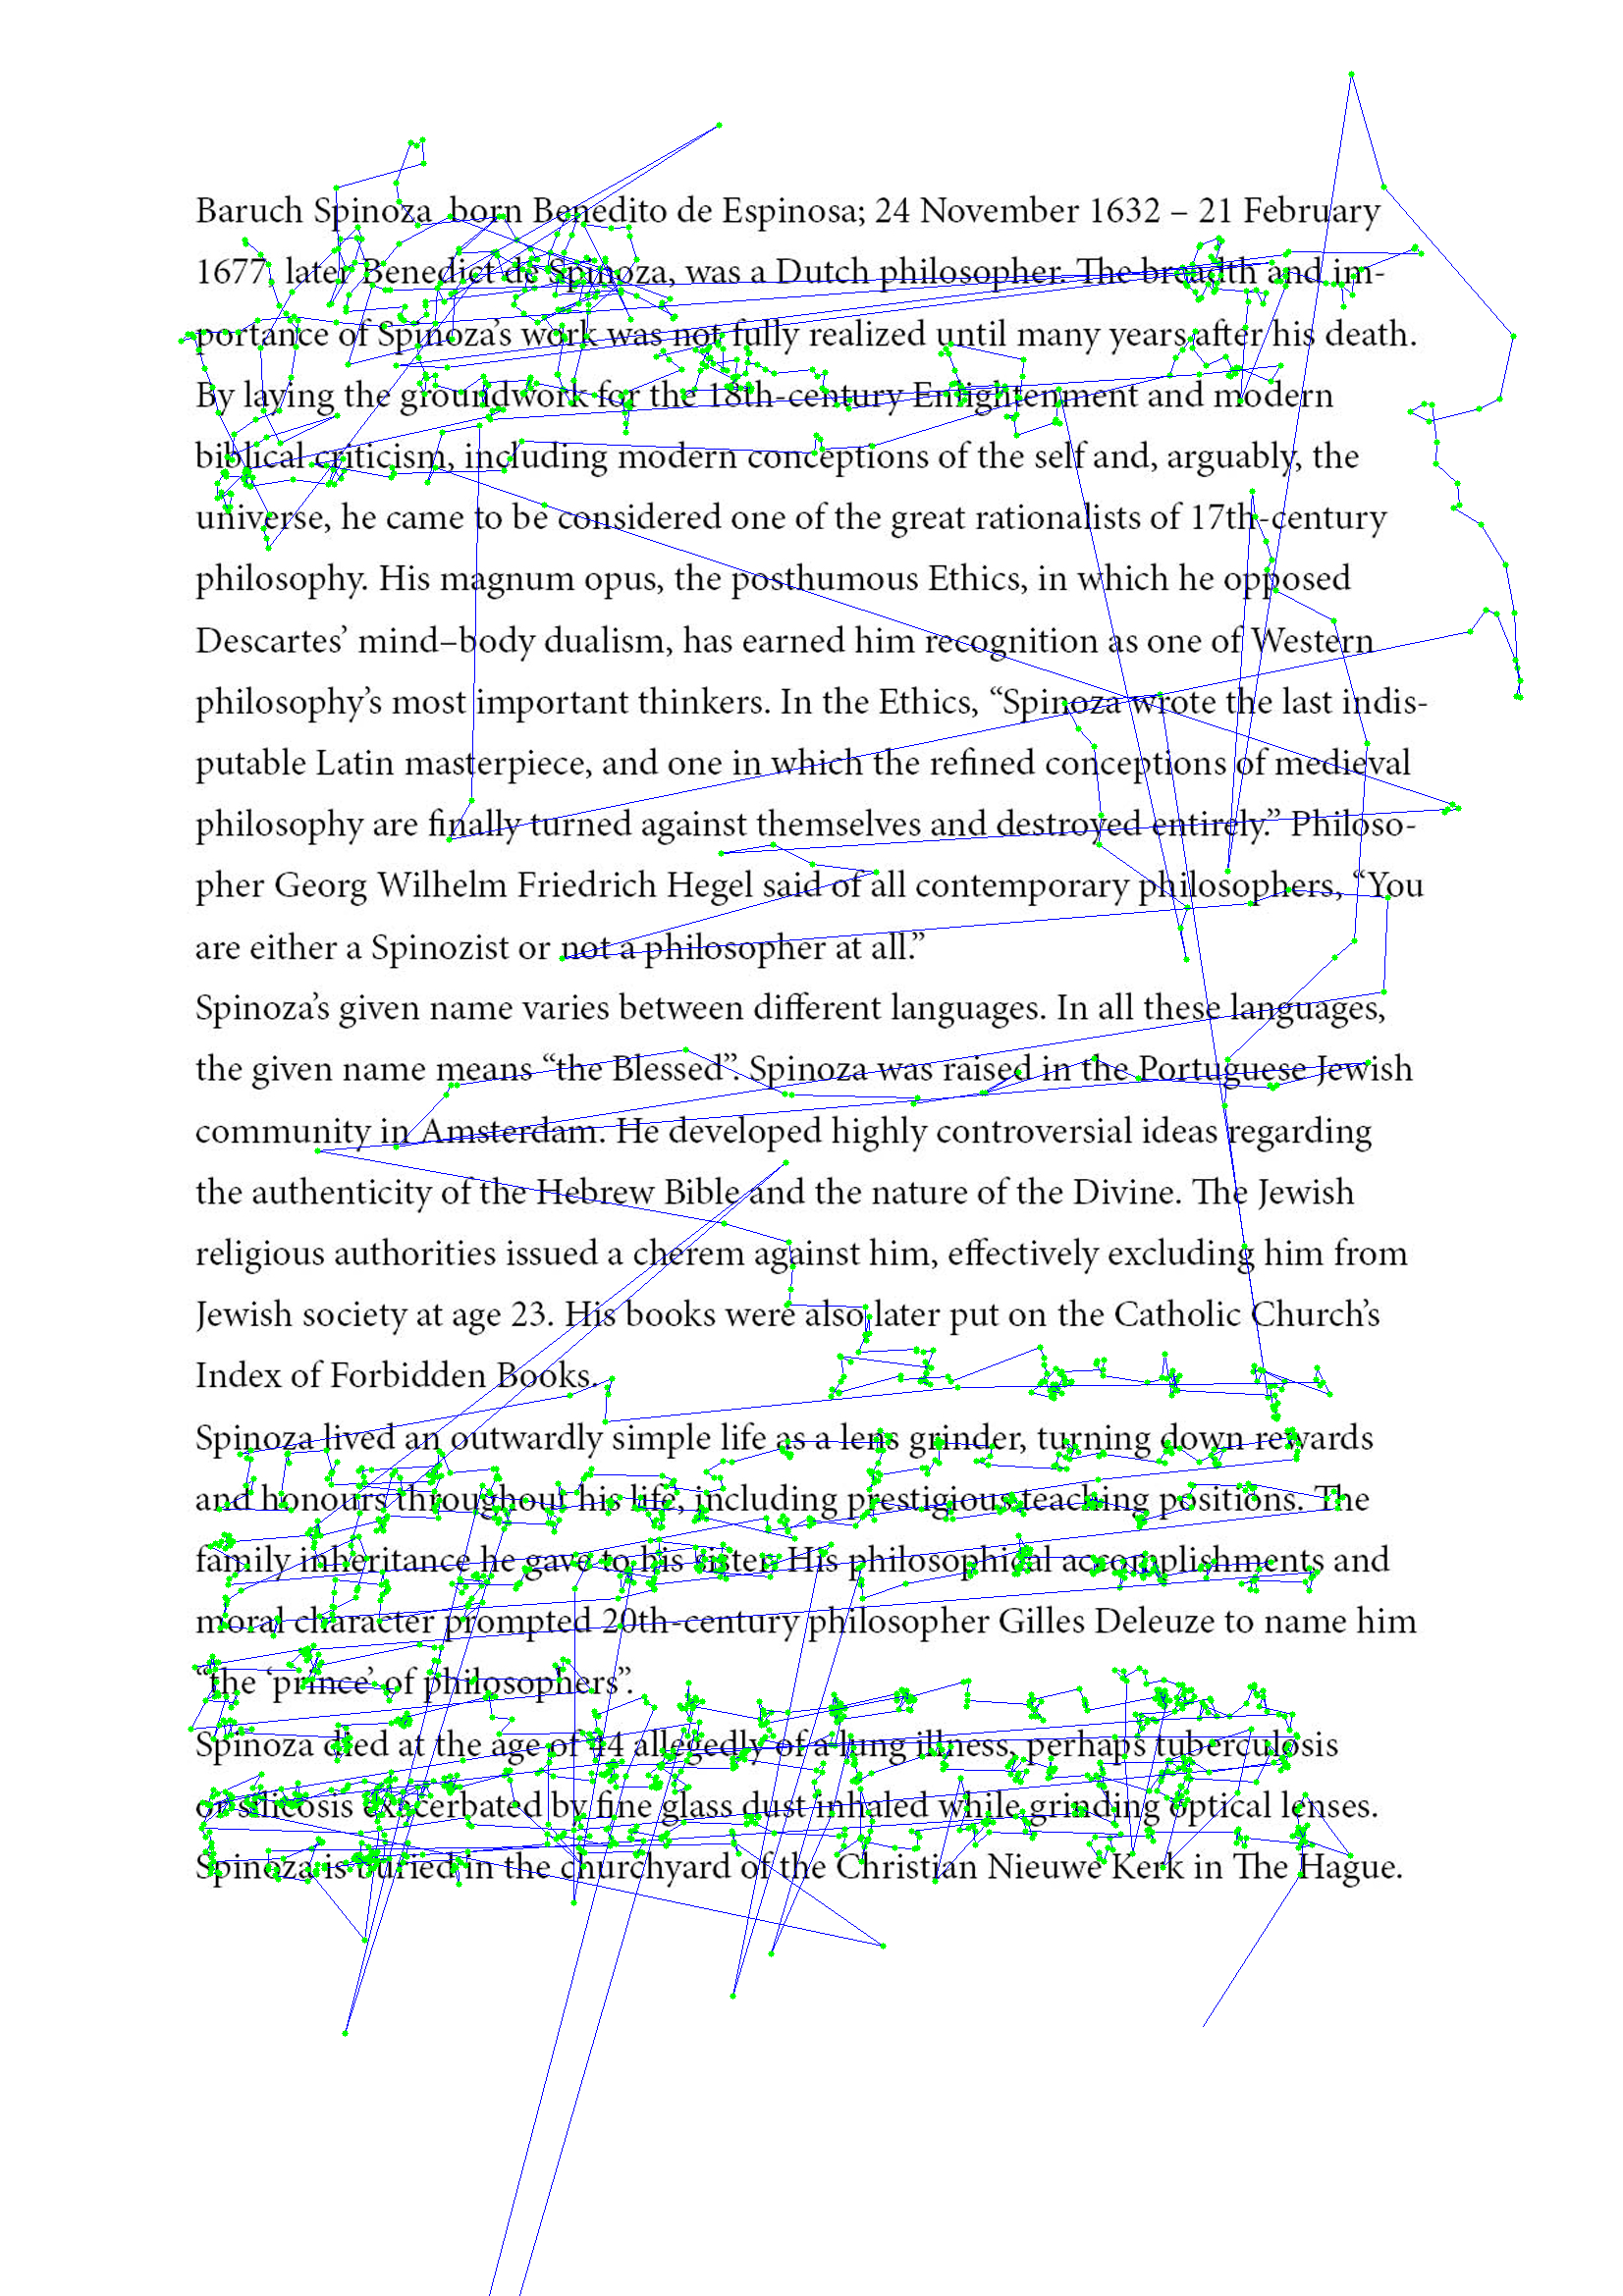 Baruch Spinoza, born Benedito de Espinosa; 24 November 1632 – 21 February
1677, later Benedict de Spinoza, was a Dutch philosopher. The breadth and im-
portance of Spinoza’s work was not fully realized until many years after his death.
By laying the groundwork for the 18th-century Enlightenment and modern
biblical criticism, including modern conceptions of the self and, arguably, the
universe, he came to be considered one of the great rationalists of 17th-century
philosophy. His magnum opus, the posthumous Ethics, in which he opposed
Descartes’ mind–body dualism, has earned him recognition as one of Western
philosophy’s most important thinkers. In the Ethics, “Spinoza wrote the last indis-
putable Latin masterpiece, and one in which the refined conceptions of medieval
philosophy are finally turned against themselves and destroyed entirely.” Philoso-
pher Georg Wilhelm Friedrich Hegel said of all contemporary philosophers, “You
are either a Spinozist or not a philosopher at all.”
Spinoza’s given name varies between different languages. In all these languages,
the given name means “the Blessed”. Spinoza was raised in the Portuguese Jewish
community in Amsterdam. He developed highly controversial ideas regarding
the authenticity of the Hebrew Bible and the nature of the Divine. The Jewish
religious authorities issued a cherem against him, effectively excluding him from
Jewish society at age 23. His books were also later put on the Catholic Church’s
Index of Forbidden Books.
Spinoza lived an outwardly simple life as a lens grinder, turning down rewards
and honours throughout his life, including prestigious teaching positions. The
family inheritance he gave to his sister. His philosophical accomplishments and
moral character prompted 20th-century philosopher Gilles Deleuze to name him
“the ‘prince’ of philosophers”.
Spinoza died at the age of 44 allegedly of a lung illness, perhaps tuberculosis
or silicosis exacerbated by fine glass dust inhaled while grinding optical lenses.
Spinoza is buried in the churchyard of the Christian Nieuwe Kerk in The Hague.